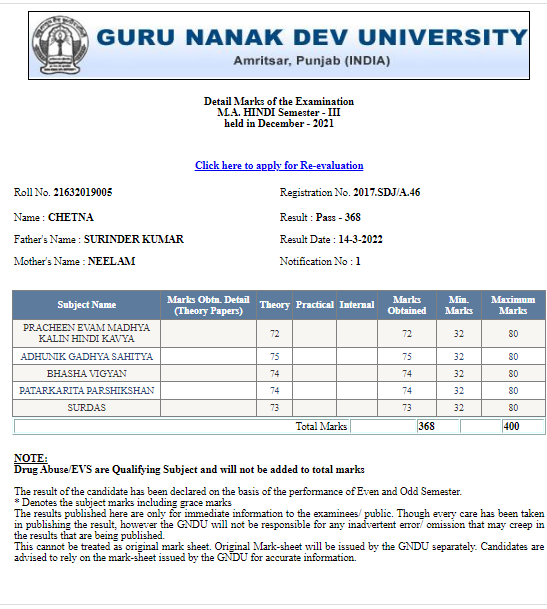 GURU NANAK DEV UNIVERSITY
Amritsar, Punjab (INDIA)
Detail Marks of the Examination
M.A. HINDI Semester - III
held in December - 2021
Click here to apply for Re-evaluation
Roll No. 21632019005 Registration No. 2017.SDJ/A.46
Name : CHETNA Result : Pass - 368
Father's Name : SURINDER KUMAR Result Date : 14-3-2022
Mother's Name : NEELAM Notification No : 1
Subject Name Marks Obtn. Detail (Theory Papers) Theory Practical Internal Marks Obtained Min. Marks Maximum Marks
PRACHEEN EVAM MADHYA
KALIN HINDI KAVYA 72 72 32 80
ADHUNIK GADHYA SAHITYA 75 75 32 80
BHASHA VIGYAN 74 74 32 80
PATARKARITA PARSHIKSHAN 74 74 32 80
SURDAS 73 73 32 80
Total Marks 368 400
NOTE:
Drug Abuse/EVS are Qualifying Subject and will not be added to total marks
The result of the candidate has been declared on the basis of the performance of Even and Odd Semester.
* Denotes the subject marks including grace marks
The results published here are only for immediate information to the examinees/ public. Though every care has been taken
in publishing the result, however the GNDU will not be responsible for any inadvertent error/ omission that may creep in
the results that are being published.
This cannot be treated as original mark sheet. Original Mark-sheet will be issued by the GNDU separately. Candidates are
advised to rely on the mark-sheet issued by the GNDU for accurate information.